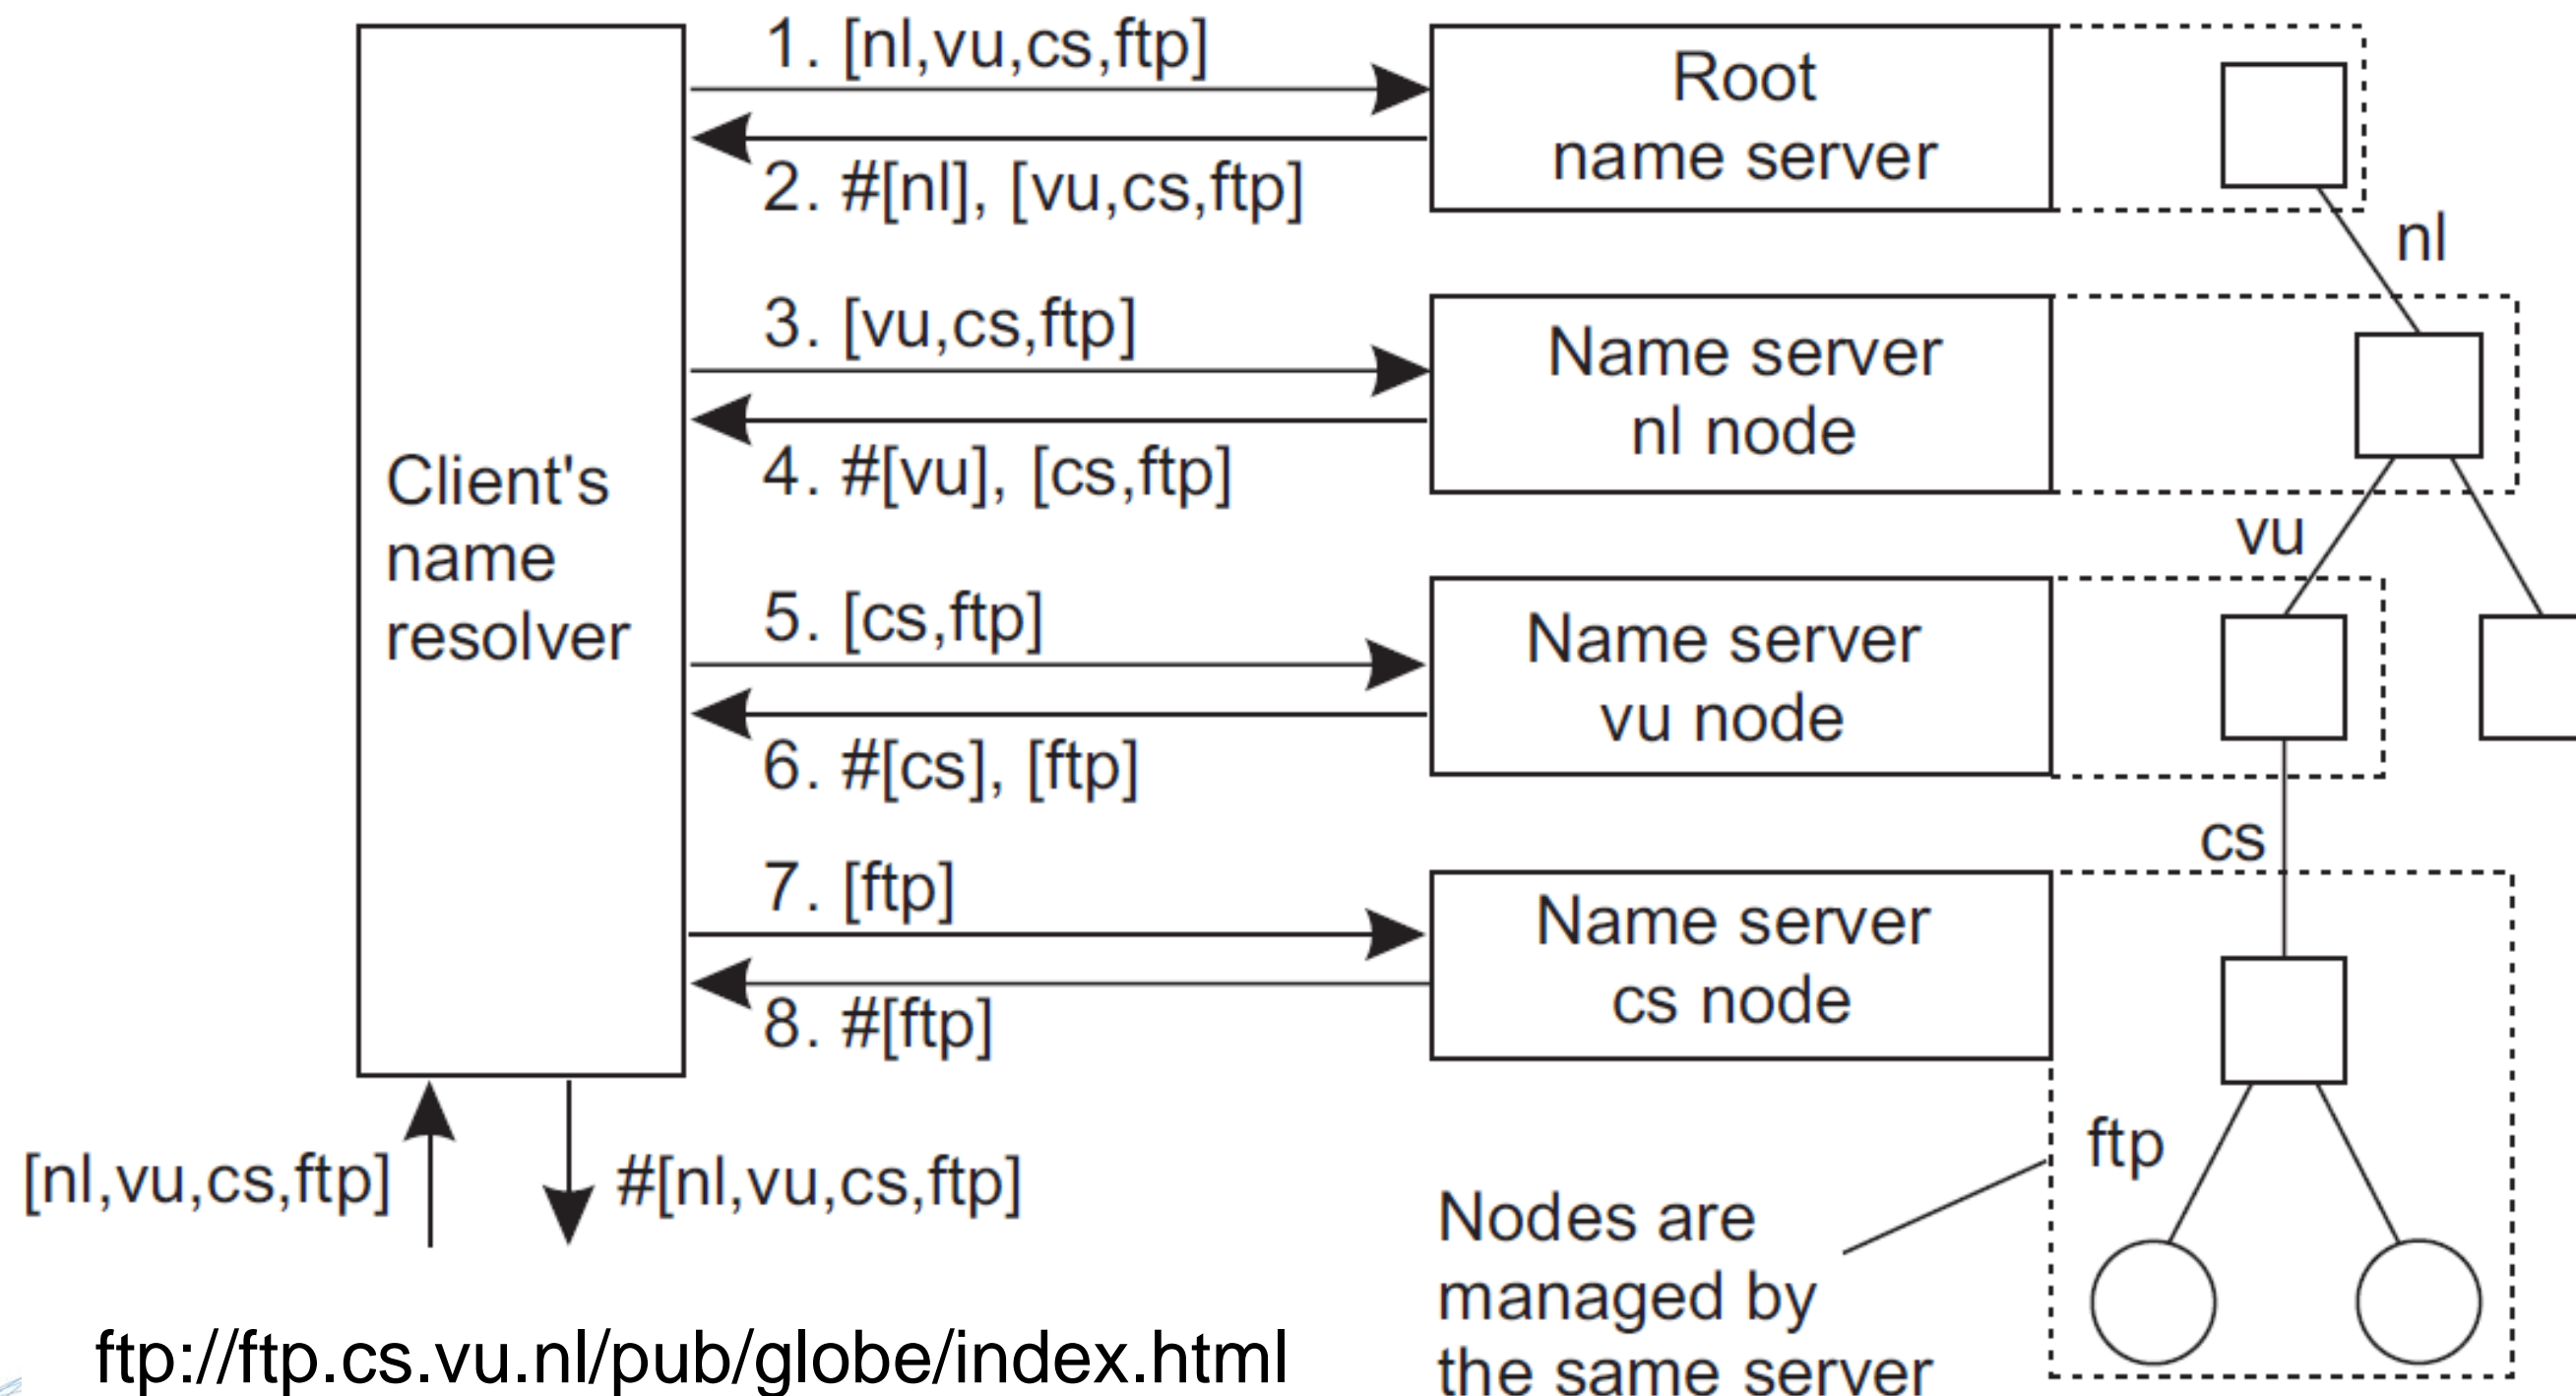 1. [nl,vu,cs,ftp]
Root
name server
2. #[nl], [vu,cs,ftp]
nl
3. [vu,cs,ftp]
Name server
nl node
4. #[vu], [cs,ftp]
vu
Client's
name
resolver
5. [cs,ftp]
Name server
vu node
6. #[cs], [ftp]
cs
7. [ftp]
Name server
cs node
8. #[ftp]
ftp
[nl,vu,cs,ftp]
#[nl,vu,cs,ftp]
Nodes are
managed by
the same server
ftp://ftp.cs.vu.nl/pub/globe/index.html